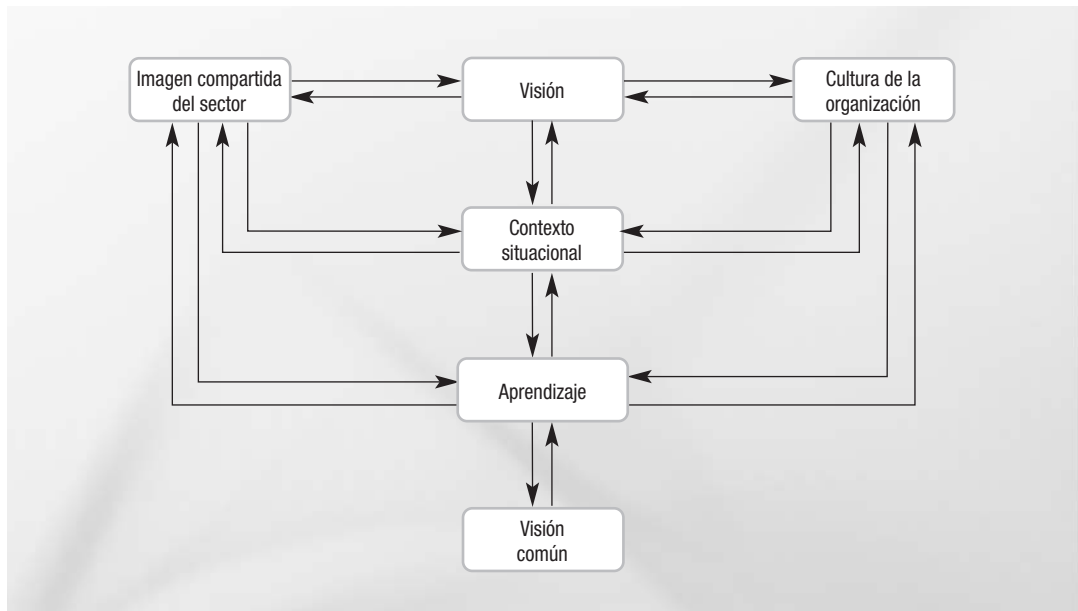 Imagen compartida
del sector
Visión
Cultura de la
organización
Contexto
situacional
Aprendizaje
Visión
común